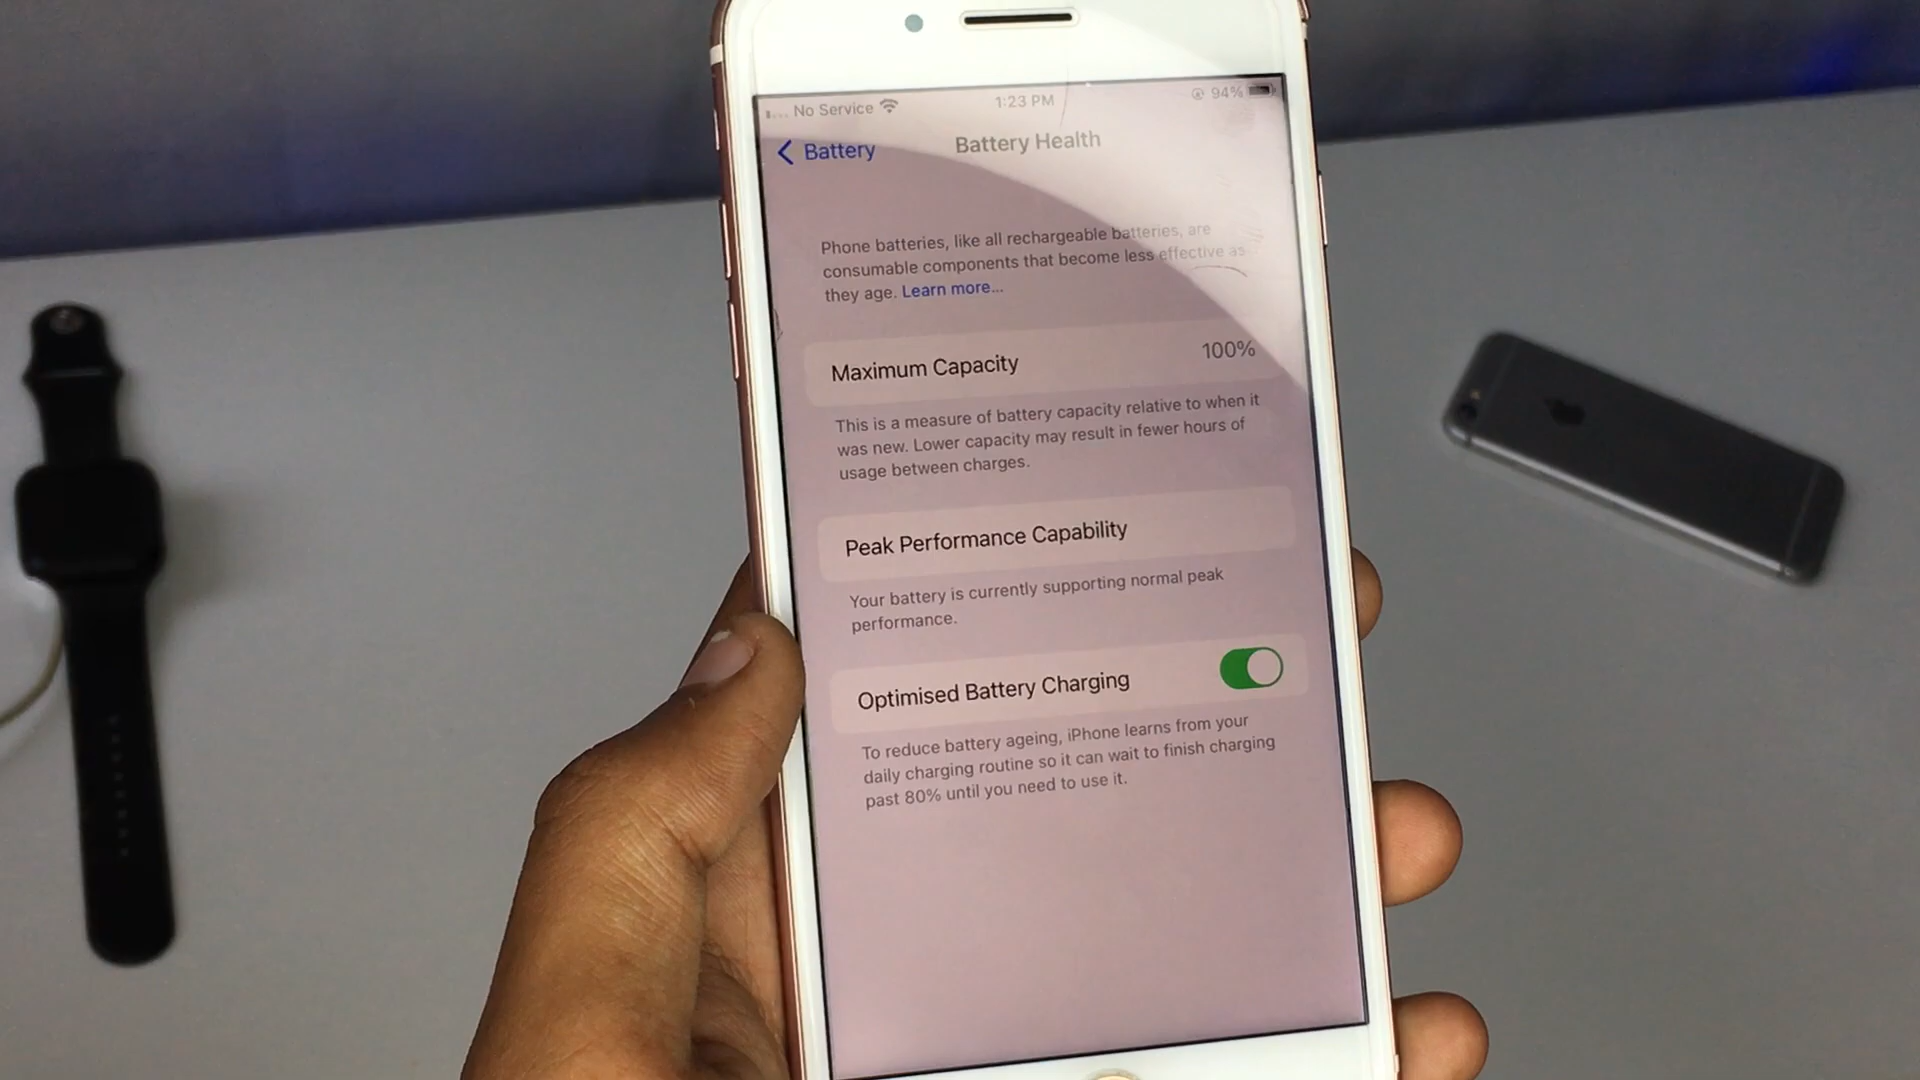 No Service 1:23 PM 94%
Battery Battery Health
Phone batteries, like all rechargeable batteries, are
consumable components that become less effective as
they age. Learn more...
Maximum Capacity 100%
This is a measure of battery capacity relative to when it
was new. Lower capacity may result in fewer hours of
usage between charges.
Peak Performance Capability
Your battery is currently supporting normal peak
performance.
Optimised Battery Charging
To reduce battery ageing, iPhone learns from your
daily charging routine so it can wait to finish charging
past 80% until you need to use it.